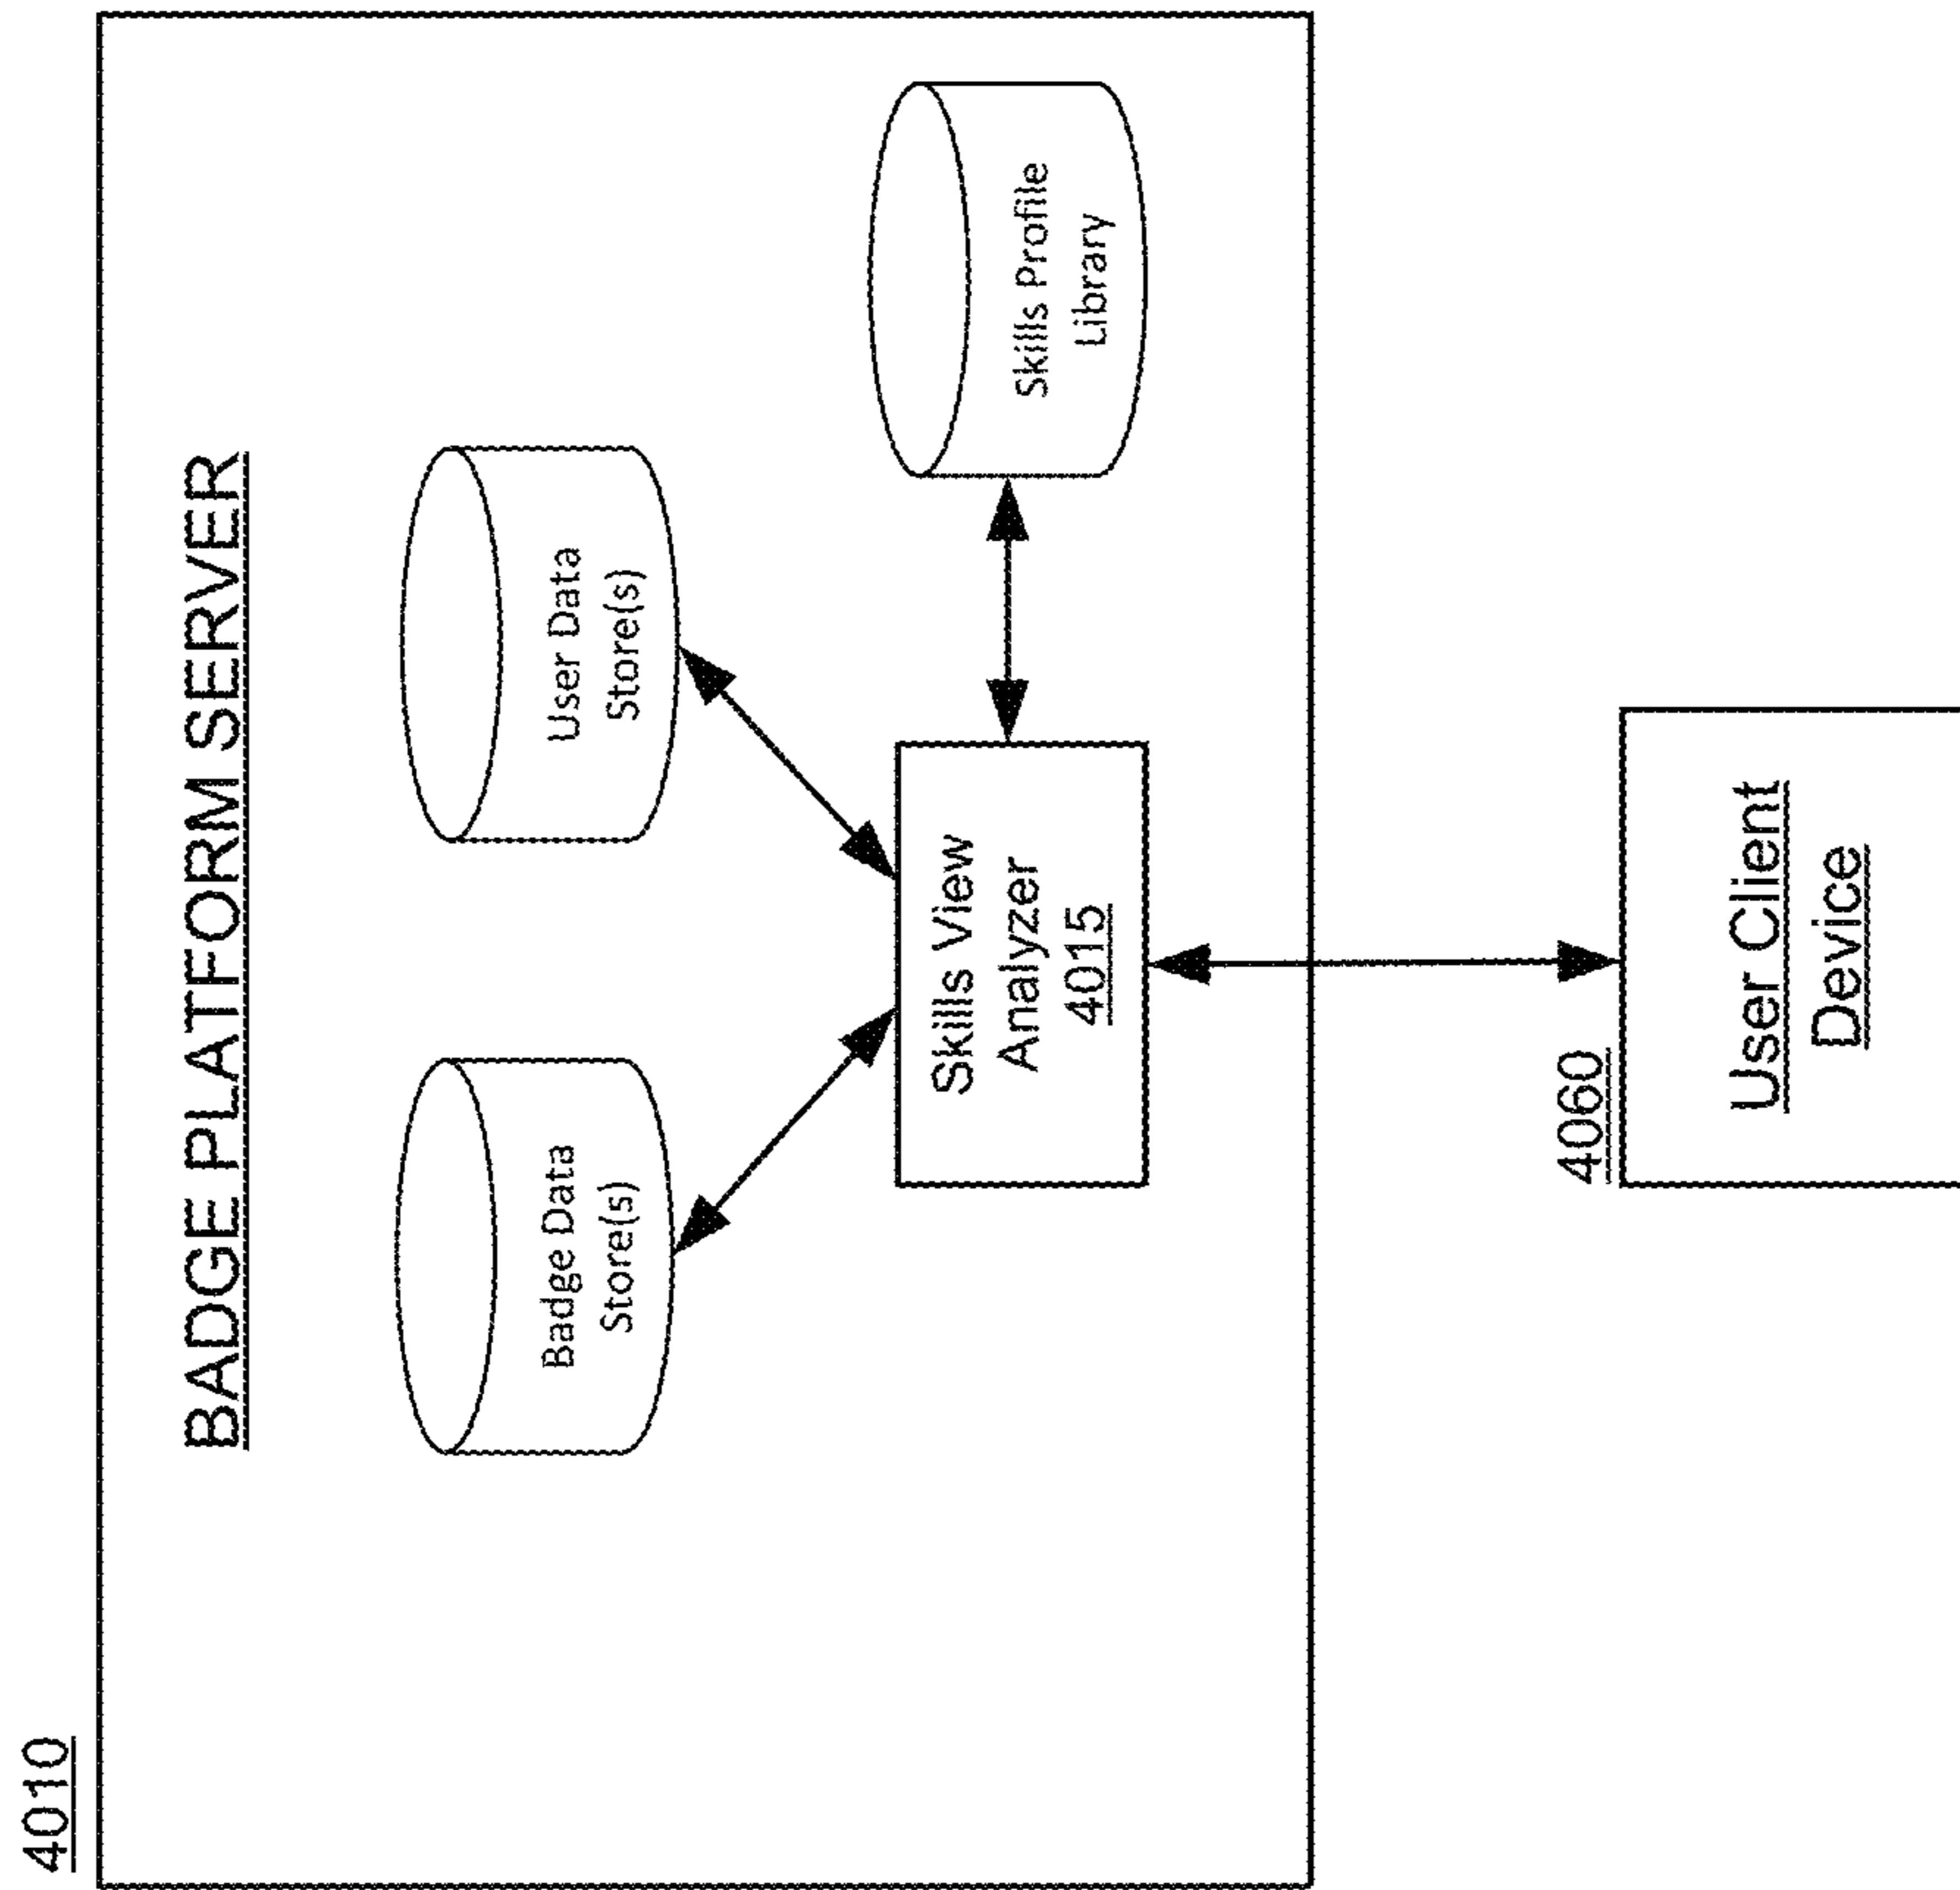 4010
BADGE PLATFORM SERVER
Badge Data
Store(s)
User Data
Store(s)
Skills View
Analyzer
4015
Skills Profile
Library
4060
User Client
Device